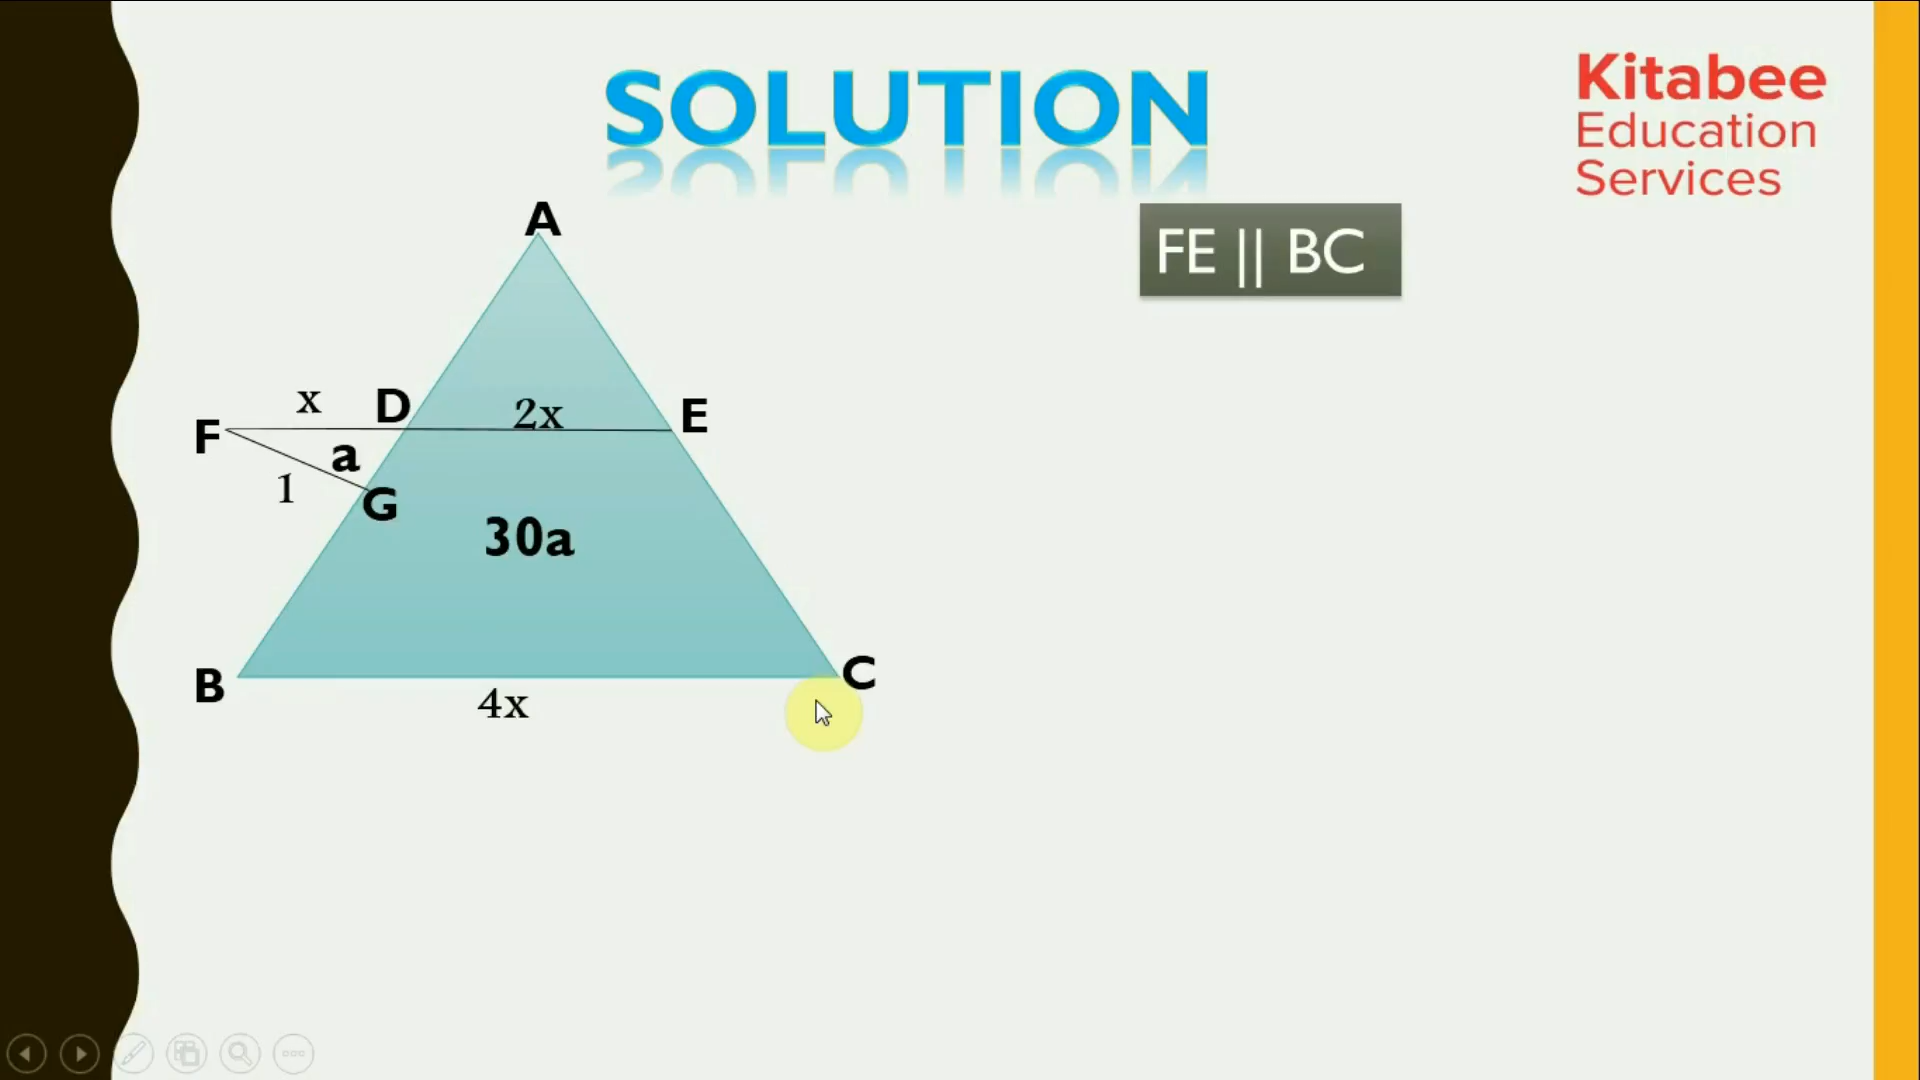 SOLUTION
Kitabee
Education
Services
FE || BC
A
x
D
2x
E
F
a
1
G
30a
B
4x
C